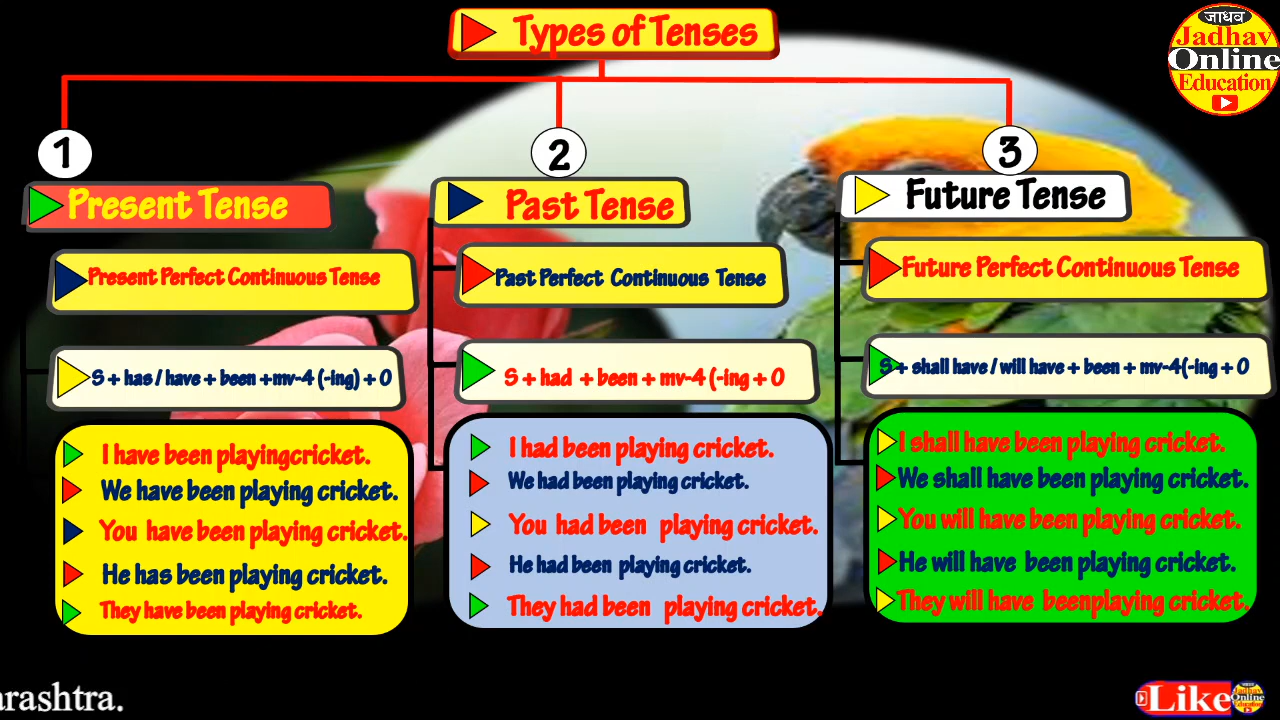 Types of Tenses
जाधव
Jadhav
Online
Education
1
Present Tense
Present Perfect Continuous Tense
S + has / have + been +mv-4 (-ing) + O
I have been playingcricket.
We have been playing cricket.
You have been playing cricket.
He has been playing cricket.
They have been playing cricket.
2
Past Tense
Past Perfect Continuous Tense
S + had + been + mv-4 (-ing + O
I had been playing cricket.
We had been playing cricket.
You had been playing cricket.
He had been playing cricket.
They had been playing cricket.
3
Future Tense
Future Perfect Continuous Tense
S + shall have / will have + been + mv-4(-ing + O
I shall have been playing cricket.
We shall have been playing cricket.
You will have been playing cricket.
He will have been playing cricket.
They will have beenplaying cricket.
arashtra.
Like
जाधव
Jadhav
Online
Education